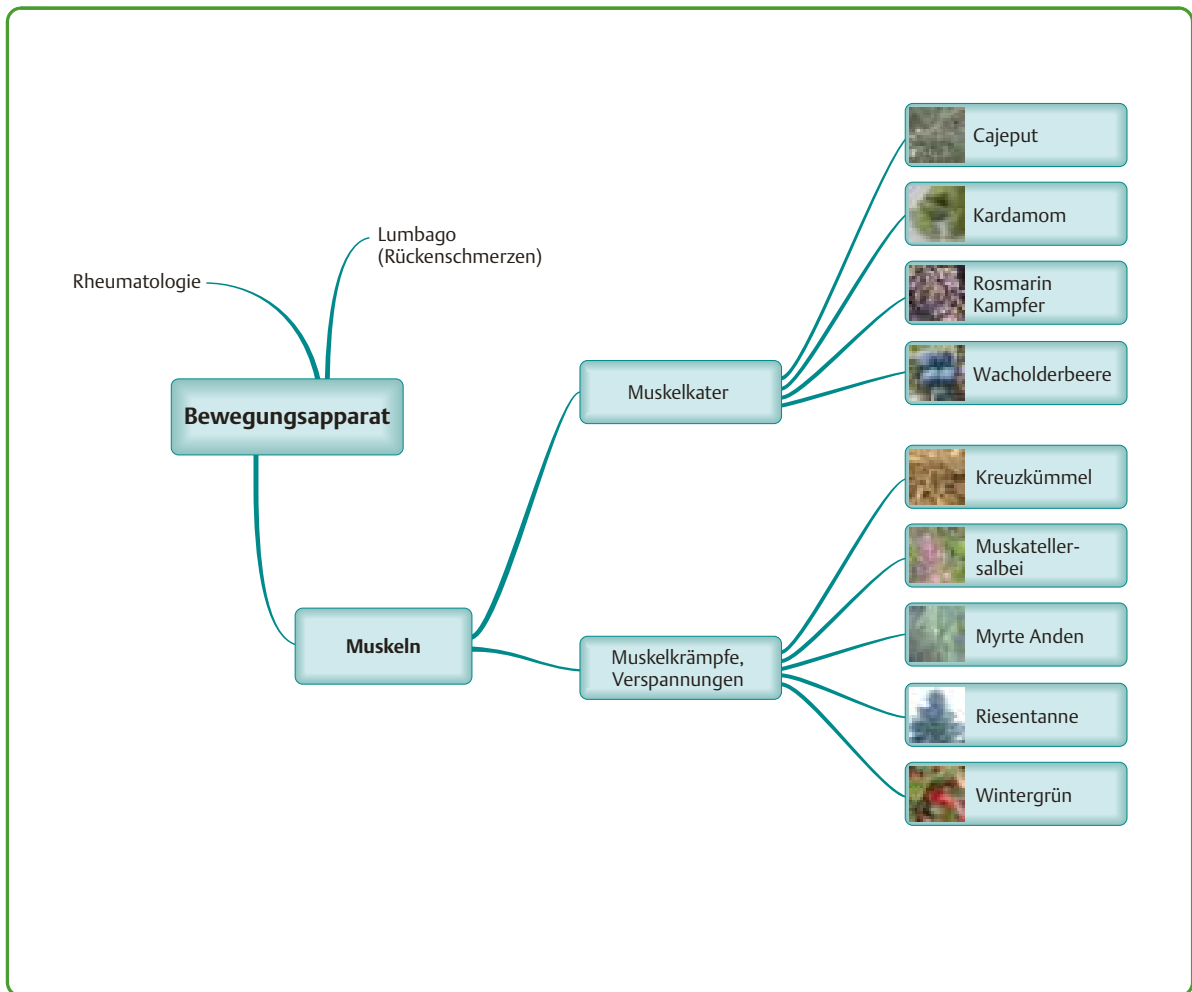 Lumbago
(Rückenschmerzen)
Rheumatologie
Bewegungsapparat
Muskeln
Muskelkater
Cajeput
Kardamom
Rosmarin
Kampfer
Wacholderbeere
Muskelkrämpfe,
Verspannungen
Kreuzkümmel
Muskateller-
salbei
Myrte Anden
Riesentanne
Wintergrün